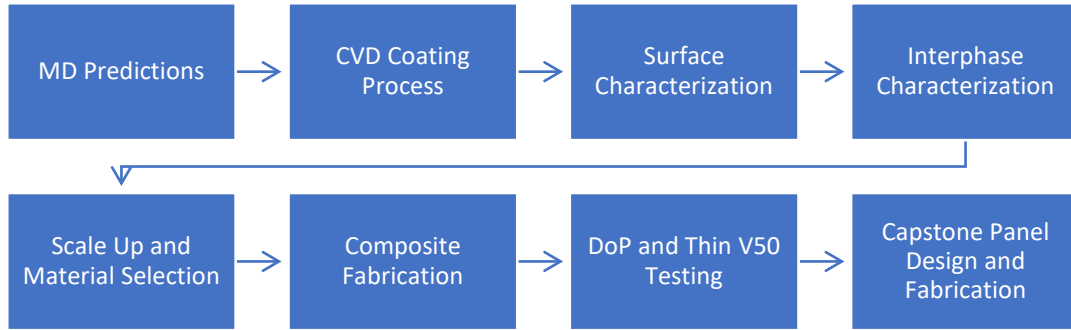 MD Predictions
CVD Coating
Process
Surface
Characterization
Interphase
Characterization
Scale Up and
Material Selection
Composite
Fabrication
DoP and Thin V50
Testing
Capstone Panel
Design and
Fabrication